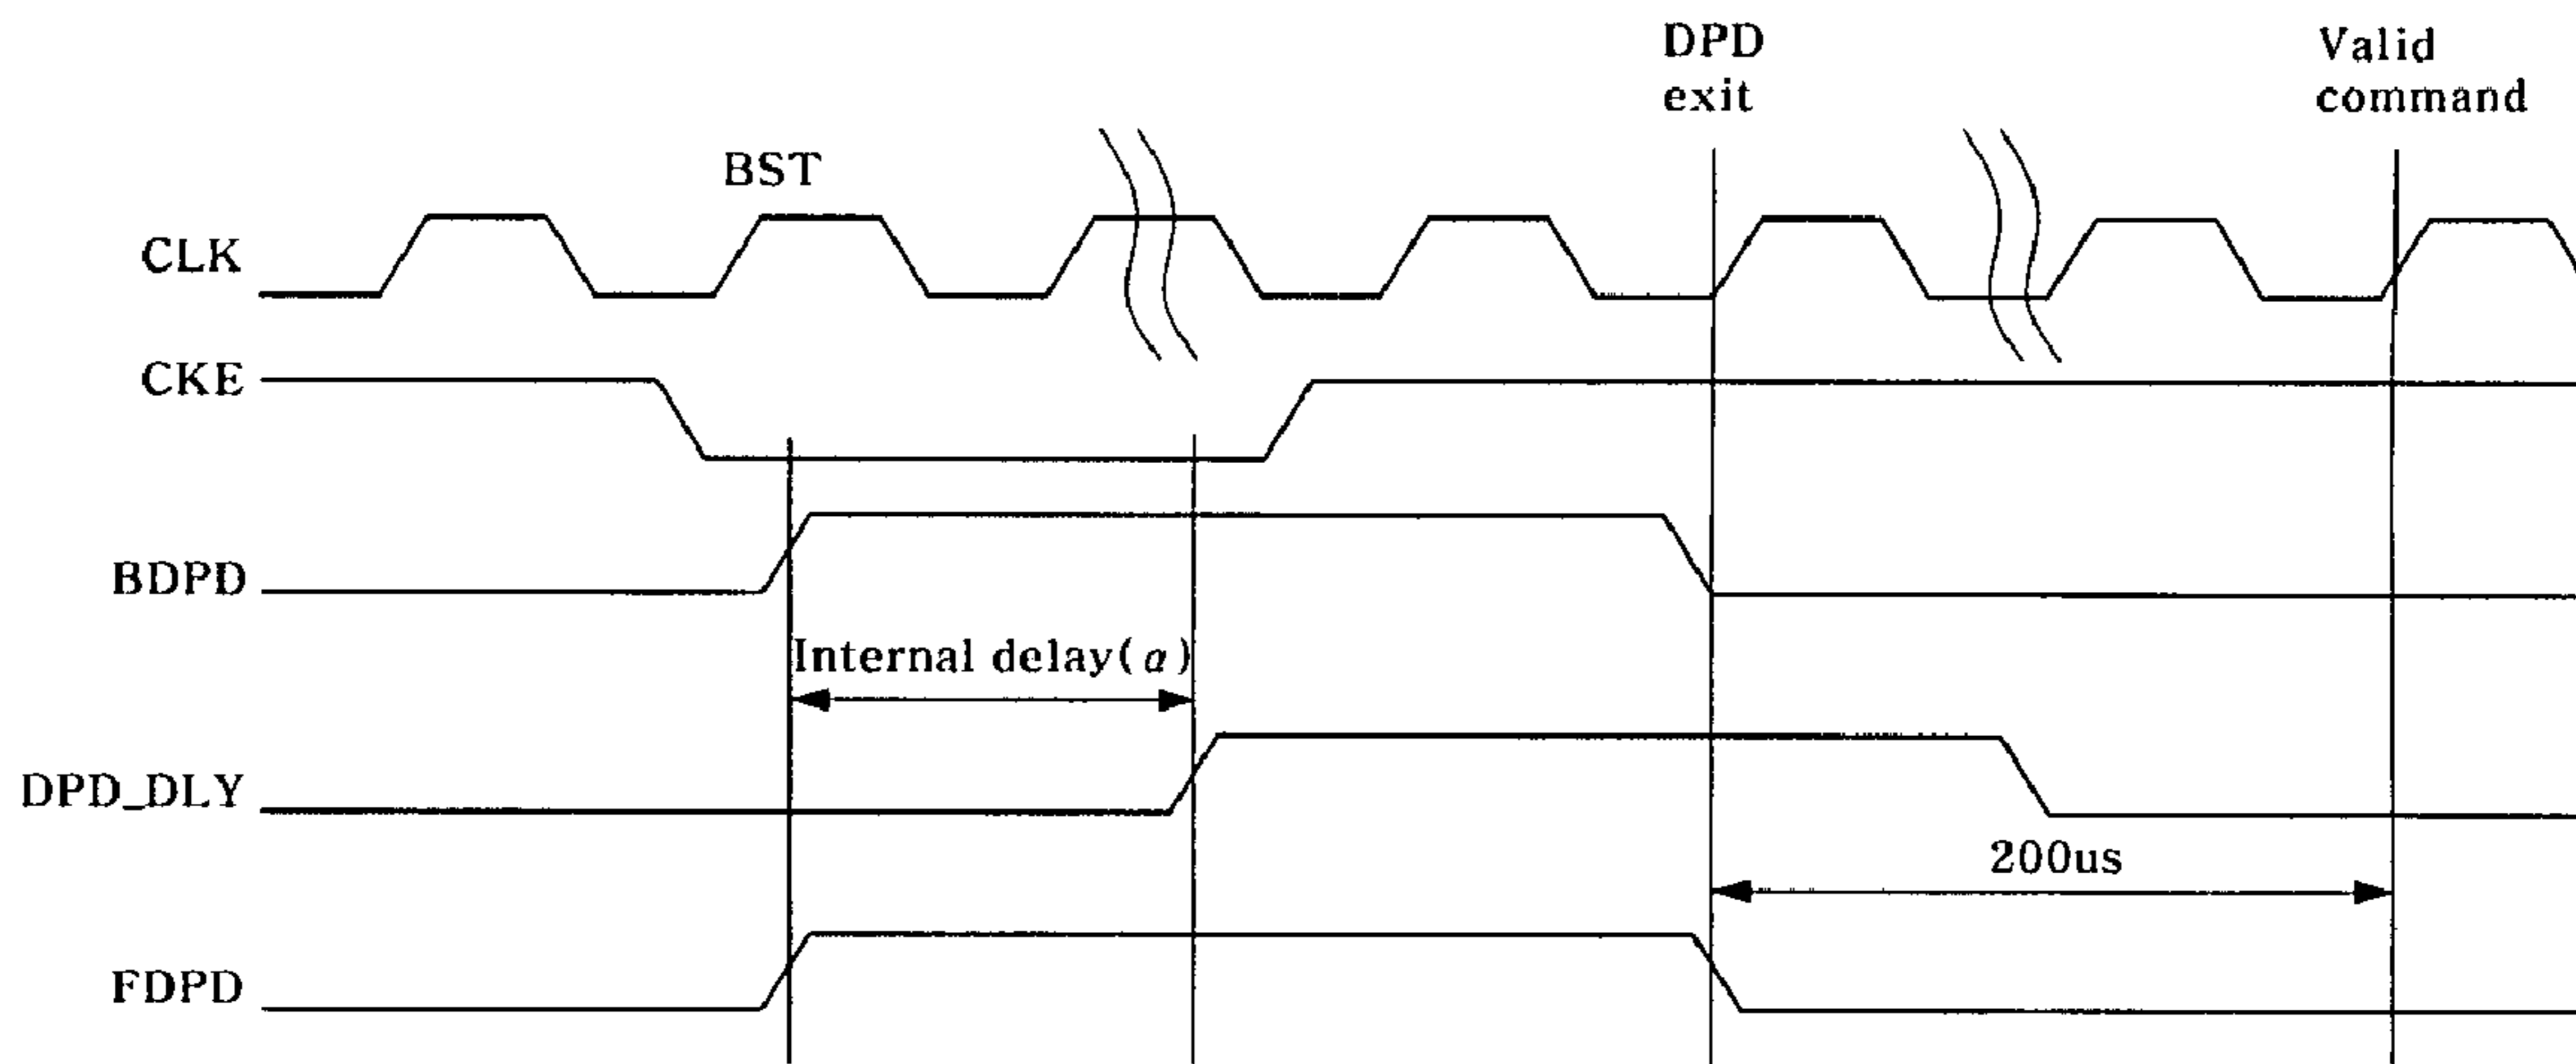 DPD
exit
Valid
command
BST
CLK
CKE
BDPD
Internal delay(a)
DPD_DLY
200us
FDPD